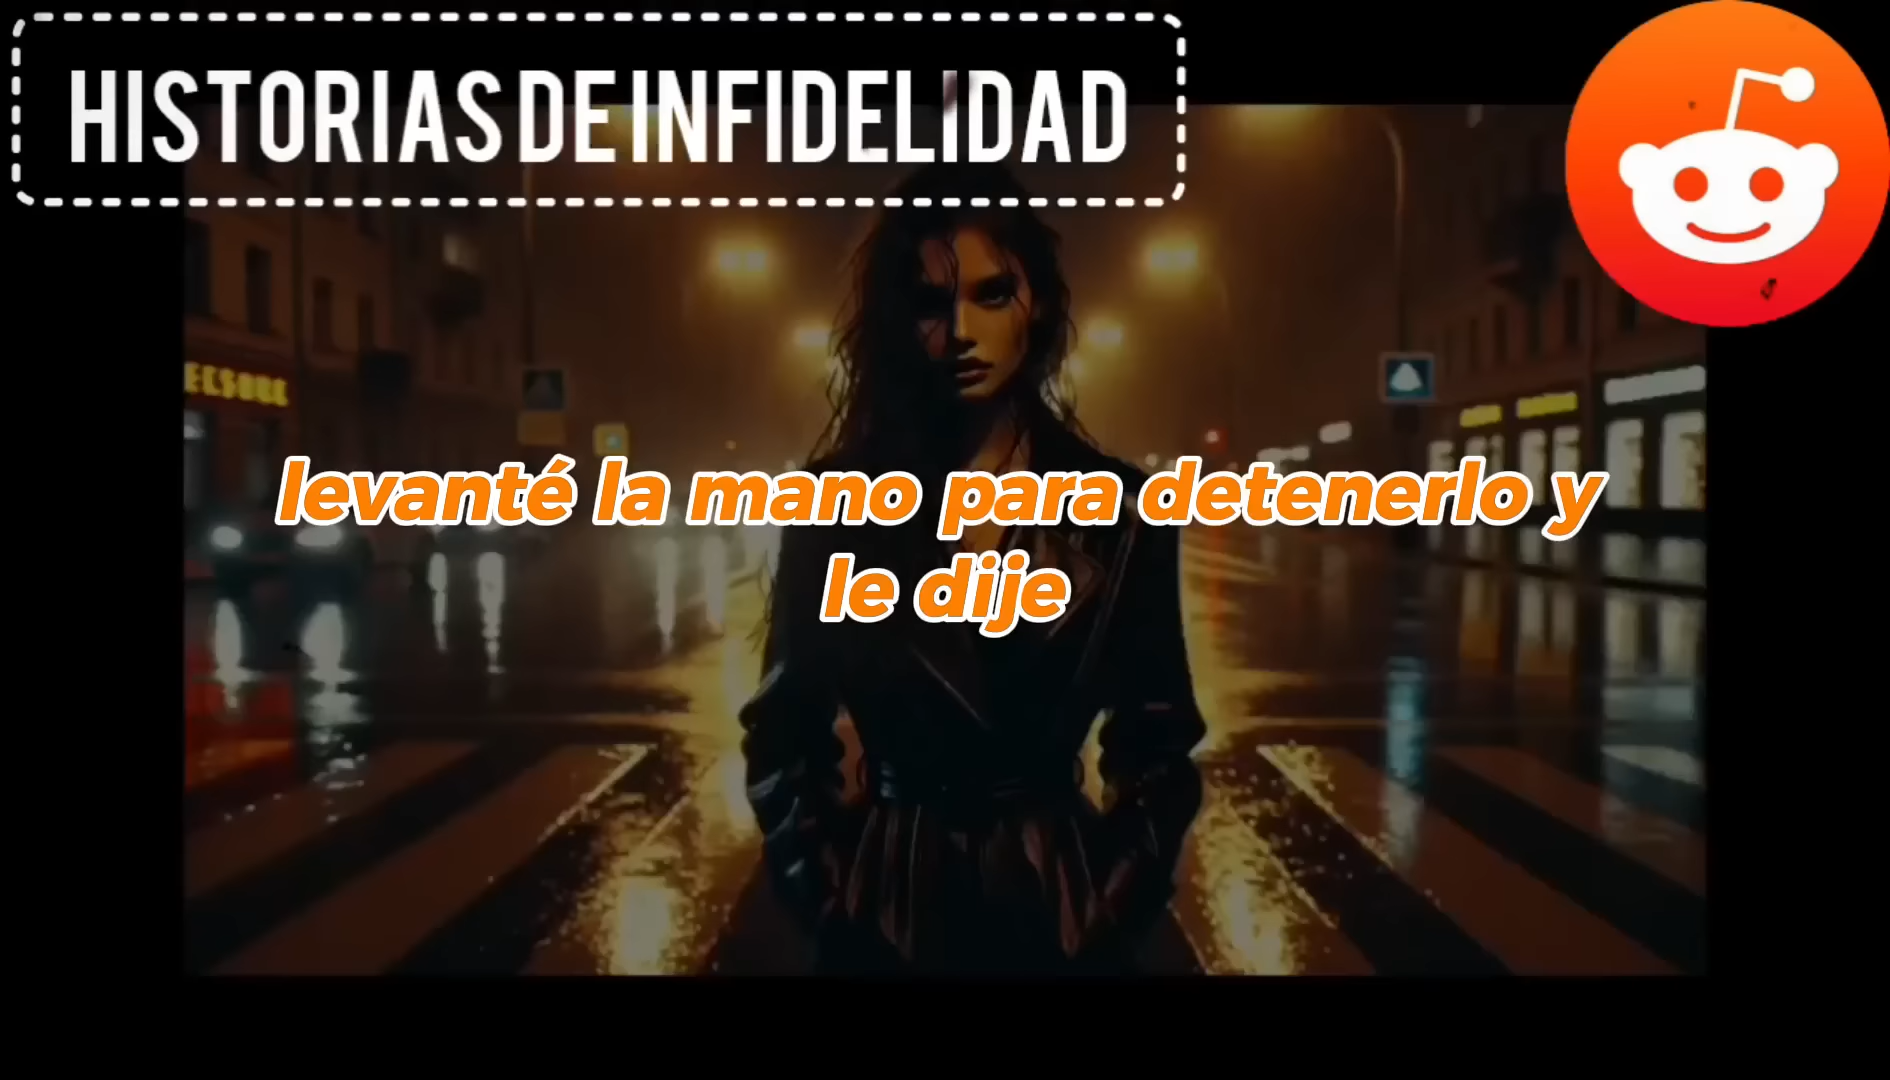 HISTORIAS DE INFIDELIDAD
levanté la mano para detenerlo y
le dije